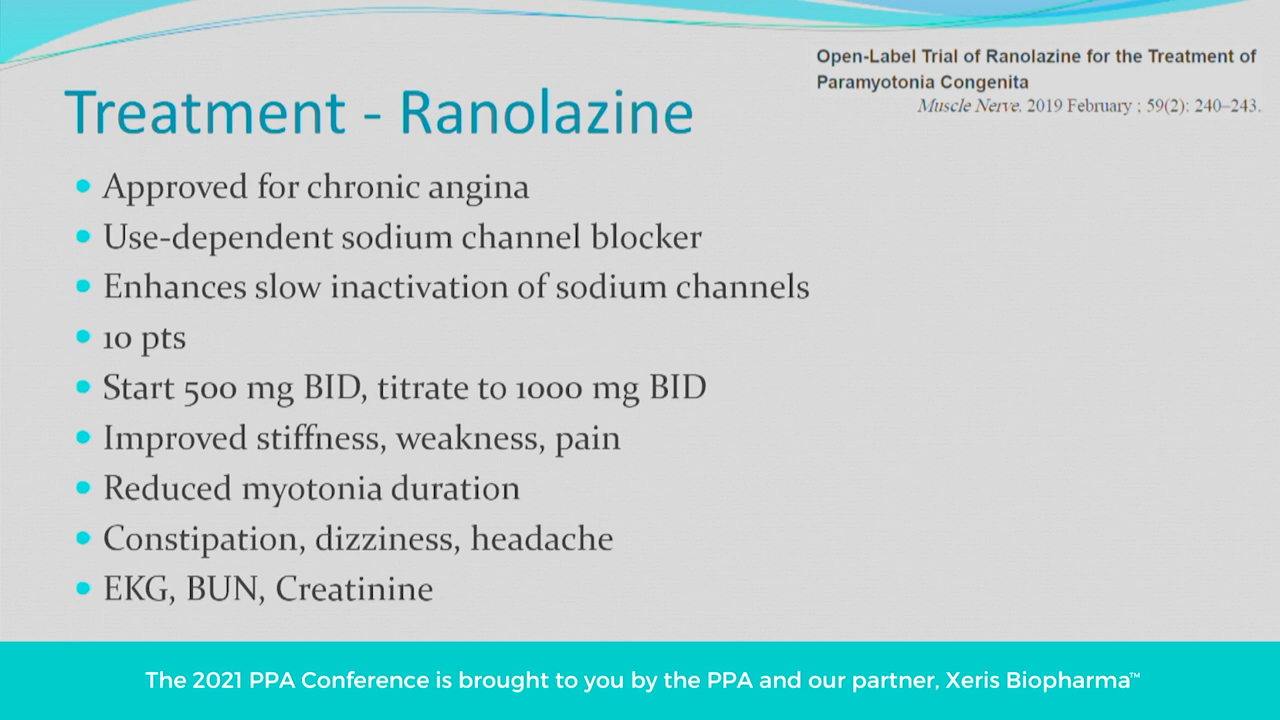 Open-Label Trial of Ranolazine for the Treatment of
Paramyotonia Congenita
Muscle Nerve. 2019 February ; 59(2): 240–243.
Treatment - Ranolazine
• Approved for chronic angina
• Use-dependent sodium channel blocker
• Enhances slow inactivation of sodium channels
• 10 pts
• Start 500 mg BID, titrate to 1000 mg BID
• Improved stiffness, weakness, pain
• Reduced myotonia duration
• Constipation, dizziness, headache
• EKG, BUN, Creatinine
The 2021 PPA Conference is brought to you by the PPA and our partner, Xeris Biopharma™